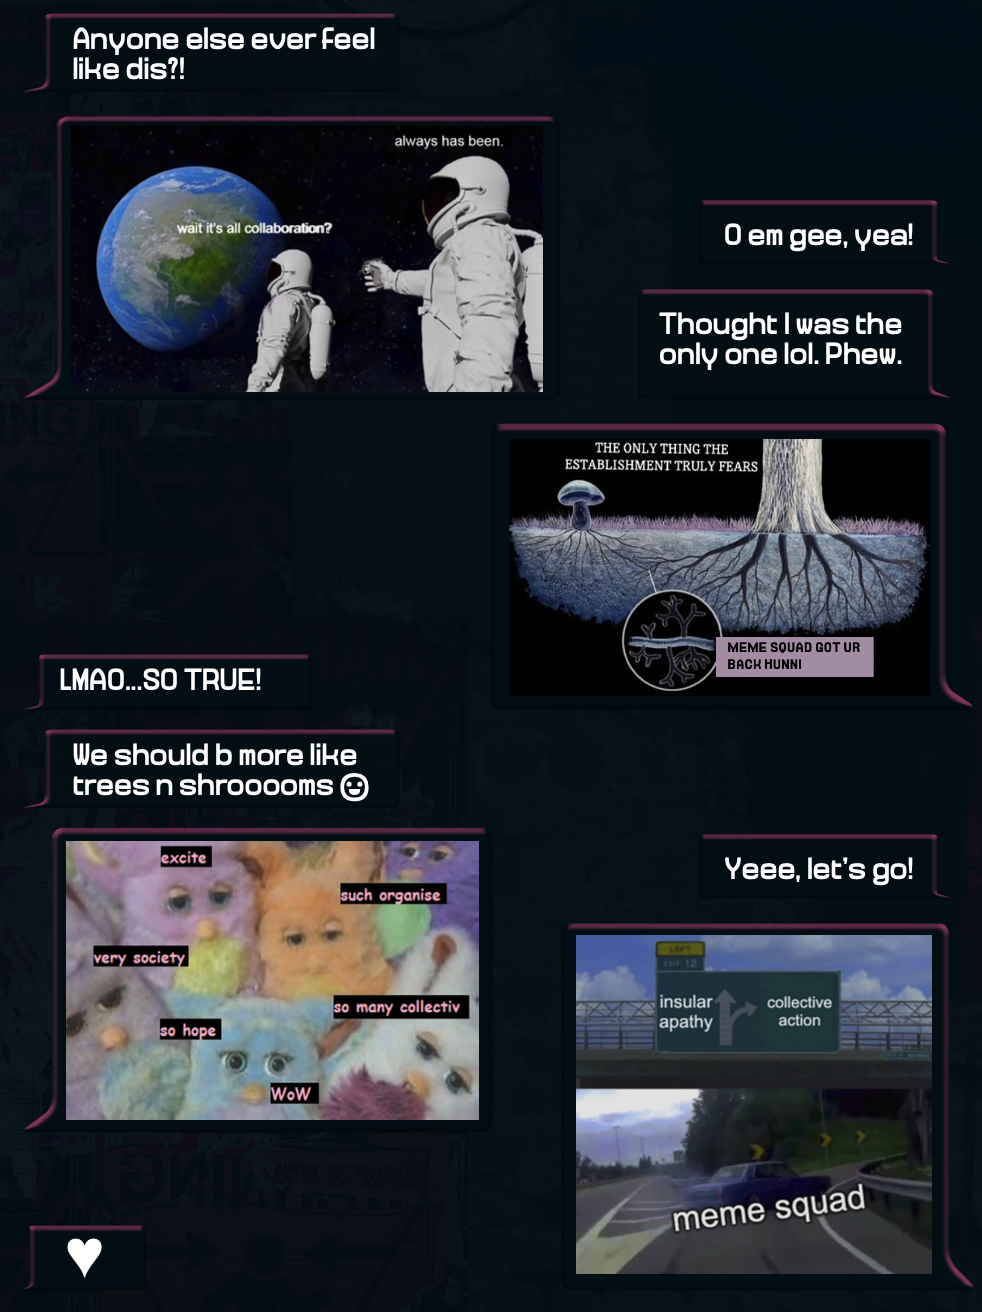 Anyone else ever feel
like dis?!
always has been.
wait it's all collaboration?
O em gee, yea!
Thought I was the
only one lol. Phew.
THE ONLY THING THE
ESTABLISHMENT TRULY FEARS
MEME SQUAD GOT UR
BACK HUNNI
LMAO...SO TRUE!
We should b more like
trees n shrooooms
excite
such organise
very society
so many collectiv
so hope
WoW
Yeee, let's go!
LEFT
EXIT 12
insular
apathy
collective
action
meme squad